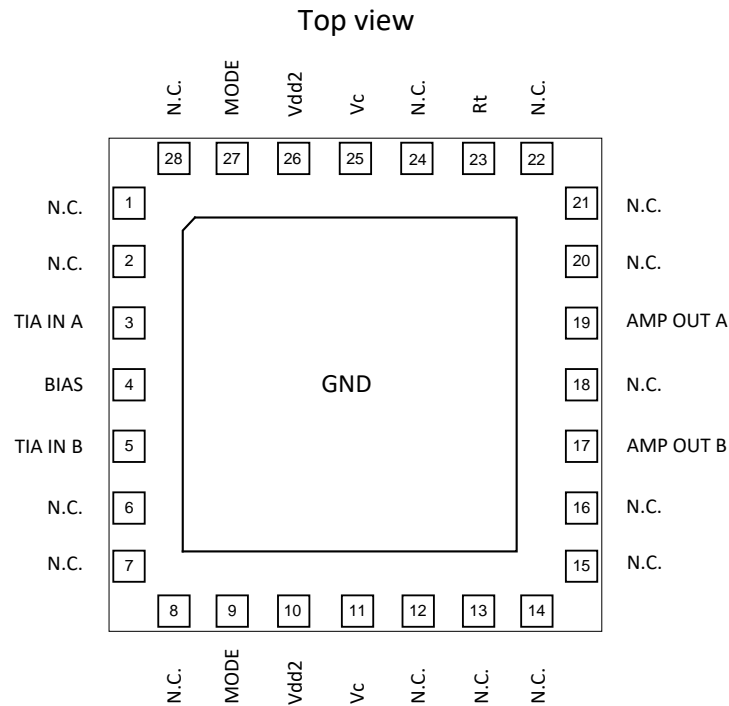 Top view
N.C. MODE Vdd2 Vc N.C. Rt N.C.
28 27 26 25 24 23 22
N.C. 1 21 N.C.
N.C. 2 20 N.C.
TIA IN A 3 19 AMP OUT A
BIAS 4 GND 18 N.C.
TIA IN B 5 17 AMP OUT B
N.C. 6 16 N.C.
N.C. 7 15 N.C.
8 9 10 11 12 13 14
N.C. MODE Vdd2 Vc N.C. N.C. N.C.